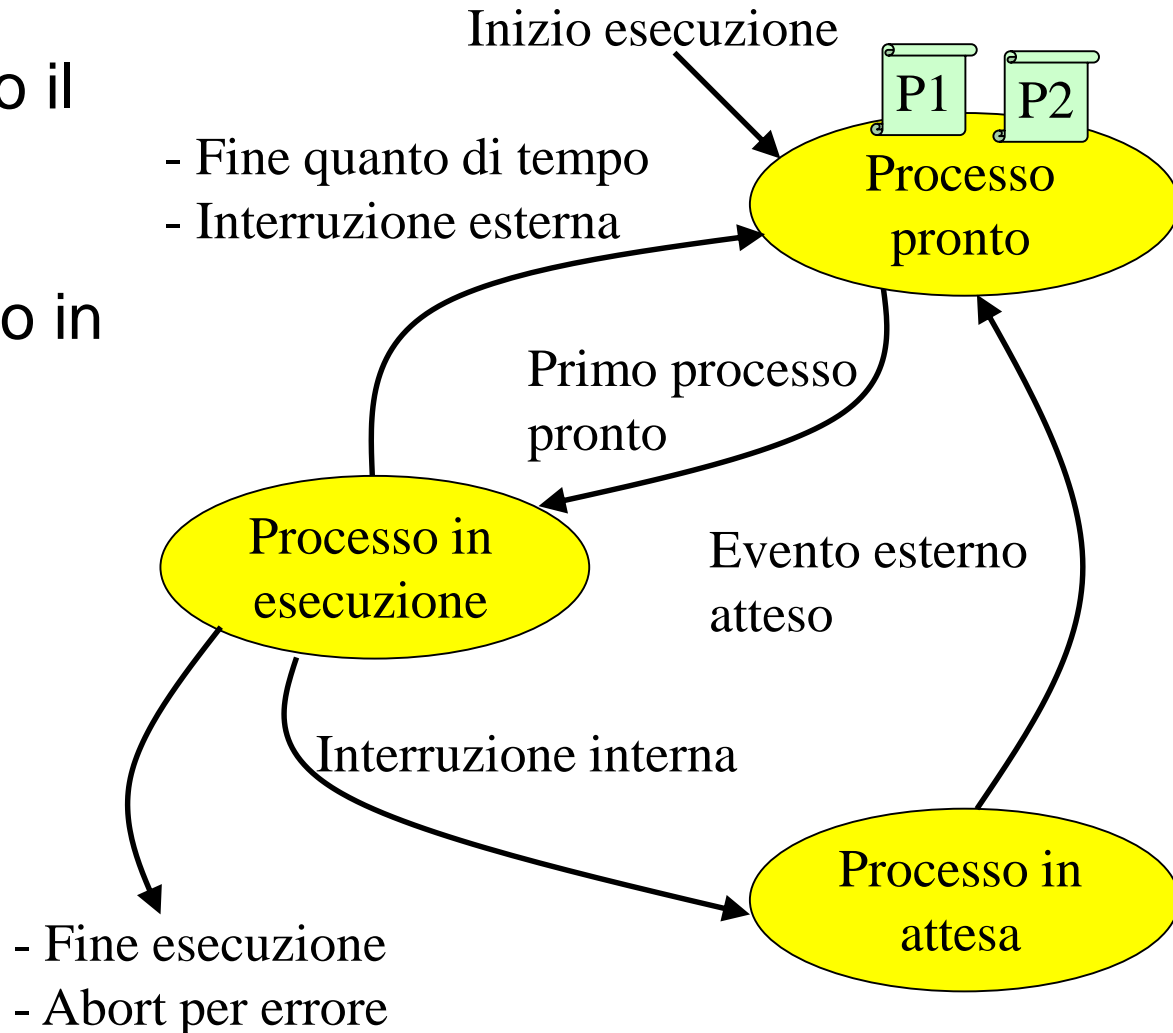 Inizio esecuzione
o il
P1
P2
- Fine quanto di tempo
- Interruzione esterna
Processo
pronto
o in
Primo processo
pronto
Processo in
esecuzione
Evento esterno
atteso
Interruzione interna
Processo in
attesa
- Fine esecuzione
- Abort per errore